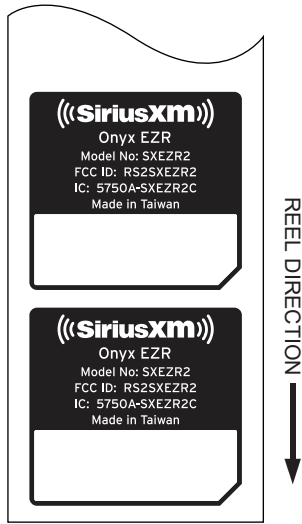 ((SiriusXM))
Onyx EZR
Model No: SXEZR2
FCC ID: RS2SXEZR2
IC: 5750A-SXEZR2C
Made in Taiwan
((SiriusXM))
Onyx EZR
Model No: SXEZR2
FCC ID: RS2SXEZR2
IC: 5750A-SXEZR2C
Made in Taiwan
REEL DIRECTION